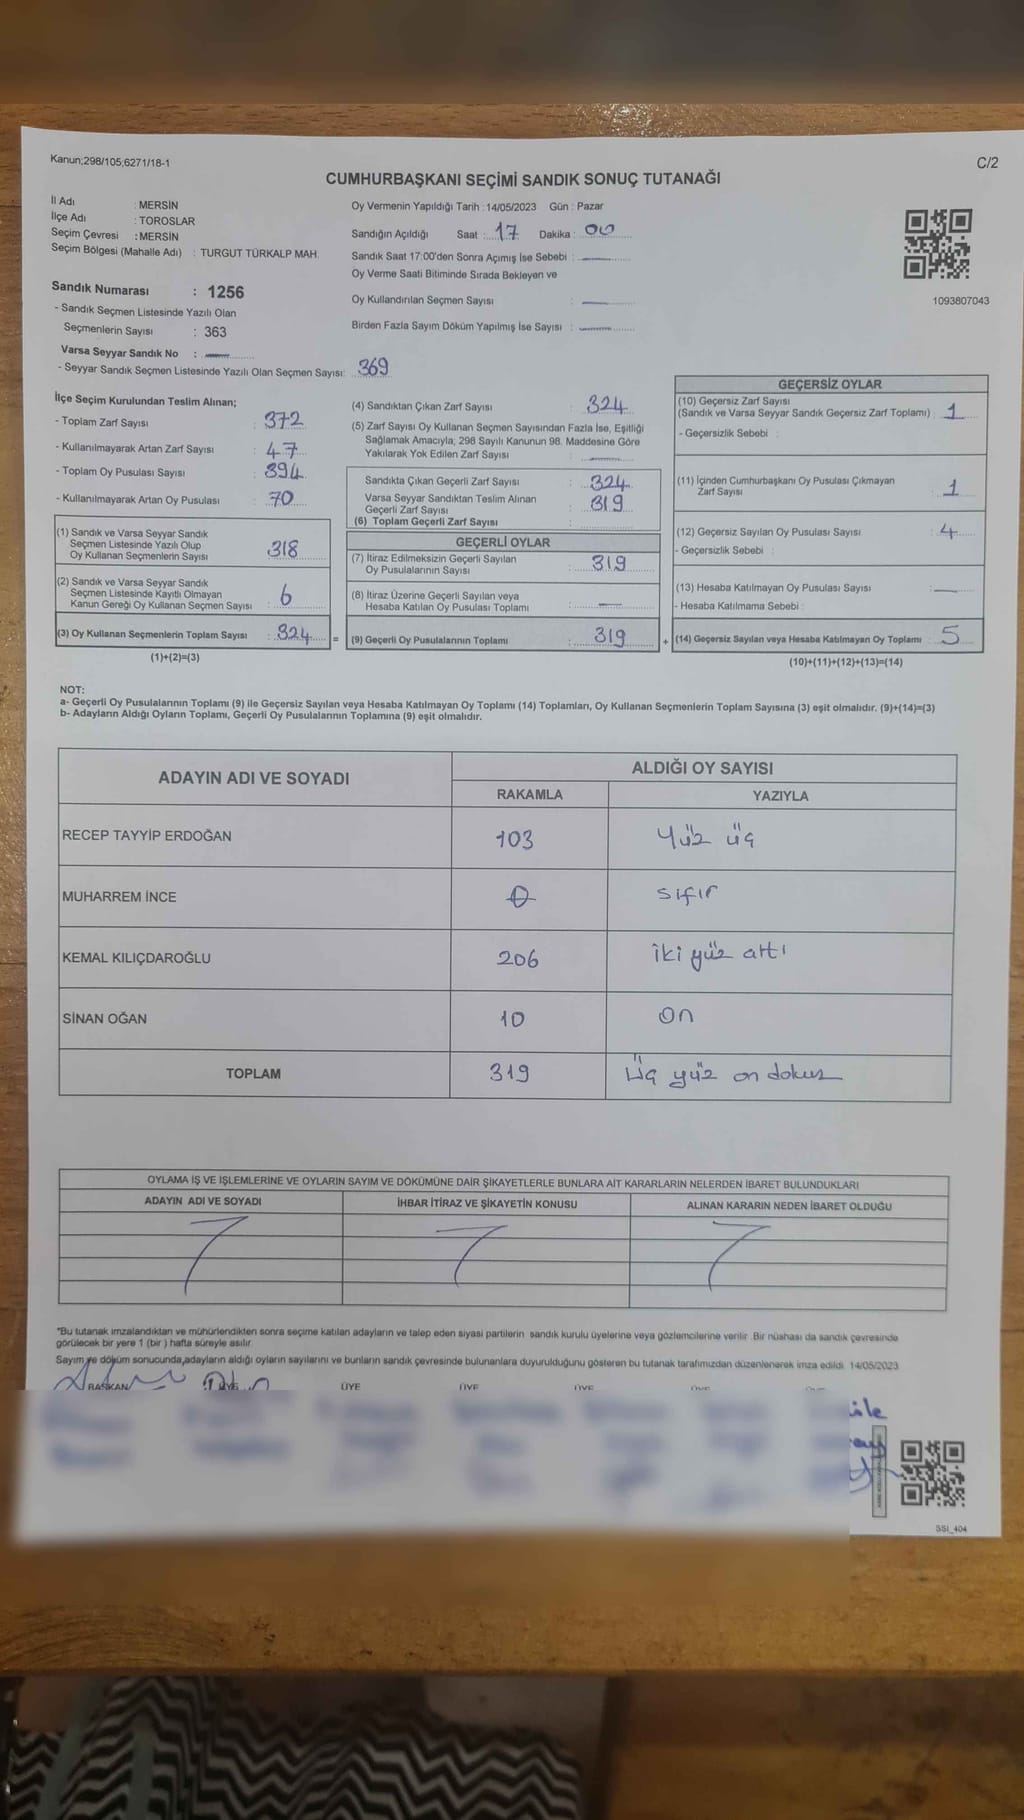 Kanun;298/105,6271/18-1
C/2
CUMHURBAŞKANI SEÇİMİ SANDIK SONUÇ TUTANAĞI
İl Adı : MERSİN
İlçe Adı : TOROSLAR
Seçim Çevresi : MERSİN
Seçim Bölgesi (Mahalle Adı) : TURGUT TÜRKALP MAH.
Sandık Numarası : 1256
- Sandık Seçmen Listesinde Yazılı Olan
Seçmenlerin Sayısı : 363
Varsa Seyyar Sandık No :
- Seyyar Sandık Seçmen Listesinde Yazılı Olan Seçmen Sayısı: 369
Oy Vermenin Yapıldığı Tarih : 14/05/2023 Gün : Pazar
Sandığın Açıldığı Saat : 17 Dakika : 00
Sandık Saat 17:00'den Sonra Açımış İse Sebebi :
Oy Verme Saati Bitiminde Sırada Bekleyen ve
Oy Kullandırılan Seçmen Sayısı :
Birden Fazla Sayım Döküm Yapılmış İse Sayısı :
1093807043
İlçe Seçim Kurulundan Teslim Alınan;
- Toplam Zarf Sayısı : 372
- Kullanılmayarak Artan Zarf Sayısı : 47
- Toplam Oy Pusulası Sayısı : 394
- Kullanılmayarak Artan Oy Pusulası : 70
(1) Sandık ve Varsa Seyyar Sandık
Seçmen Listesinde Yazılı Olup
Oy Kullanan Seçmenlerin Sayısı : 318
(2) Sandık ve Varsa Seyyar Sandık
Seçmen Listesinde Kayıtlı Olmayan
Kanun Gereği Oy Kullanan Seçmen Sayısı : 6
(3) Oy Kullanan Seçmenlerin Toplam Sayısı : 324 =
(1)+(2)=(3)
(4) Sandıktan Çıkan Zarf Sayısı : 324
(5) Zarf Sayısı Oy Kullanan Seçmen Sayısından Fazla İse, Eşitliği
Sağlamak Amacıyla, 298 Sayılı Kanunun 98. Maddesine Göre
Yakılarak Yok Edilen Zarf Sayısı :
Sandıkta Çıkan Geçerli Zarf Sayısı : 324
Varsa Seyyar Sandıktan Teslim Alınan
Geçerli Zarf Sayısı : 319
(6) Toplam Geçerli Zarf Sayısı :
GEÇERLİ OYLAR
(7) İtiraz Edilmeksizin Geçerli Sayılan
Oy Pusulalarının Sayısı : 319
(8) İtiraz Üzerine Geçerli Sayılan veya
Hesaba Katılan Oy Pusulası Toplamı :
(9) Geçerli Oy Pusulalarının Toplamı : 319 +
GEÇERSİZ OYLAR
(10) Geçersiz Zarf Sayısı
(Sandık ve Varsa Seyyar Sandık Geçersiz Zarf Toplamı) : 1
- Geçersizlik Sebebi :
(11) İçinden Cumhurbaşkanı Oy Pusulası Çıkmayan
Zarf Sayısı : 1
(12) Geçersiz Sayılan Oy Pusulası Sayısı : 4
- Geçersizlik Sebebi :
(13) Hesaba Katılmayan Oy Pusulası Sayısı :
- Hesaba Katılmama Sebebi :
(14) Geçersiz Sayılan veya Hesaba Katılmayan Oy Toplamı : 5
(10)+(11)+(12)+(13)=(14)
NOT:
a- Geçerli Oy Pusulalarının Toplamı (9) ile Geçersiz Sayılan veya Hesaba Katılmayan Oy Toplamı (14) Toplamları, Oy Kullanan Seçmenlerin Toplam Sayısına (3) eşit olmalıdır. (9)+(14)=(3)
b- Adayların Aldığı Oyların Toplamı, Geçerli Oy Pusulalarının Toplamına (9) eşit olmalıdır.
ADAYIN ADI VE SOYADI
ALDIĞI OY SAYISI
RAKAMLA YAZIYLA
RECEP TAYYİP ERDOĞAN 103 Yüz üç
MUHARREM İNCE 0 sıfır
KEMAL KILIÇDAROĞLU 206 iki yüz altı
SİNAN OĞAN 10 On
TOPLAM 319 Üç yüz on dokuz
OYLAMA İŞ VE İŞLEMLERİNE VE OYLARIN SAYIM VE DÖKÜMÜNE DAİR ŞİKAYETLERLE BUNLARA AİT KARARLARIN NELERDEN İBARET BULUNDUKLARI
ADAYIN ADI VE SOYADI İHBAR İTİRAZ VE ŞİKAYETİN KONUSU ALINAN KARARIN NEDEN İBARET OLDUĞU
*Bu tutanak imzalandıktan ve mühürlendikten sonra seçime katılan adayların ve talep eden siyasi partilerin sandık kurulu üyelerine veya gözlemcilerine verilir .Bir nüshası da sandık çevresinde
görülecek bir yere 1 (bir ) hafta süreyle asılır.
Sayım ve döküm sonucunda,adayların aldığı oyların sayılarını ve bunların sandık çevresinde bulunanlara duyurulduğunu gösteren bu tutanak tarafımızdan düzenlenerek imza edildi. 14/05/2023
BAŞKAN ÜYE ÜYE ÜYE
SSI_404